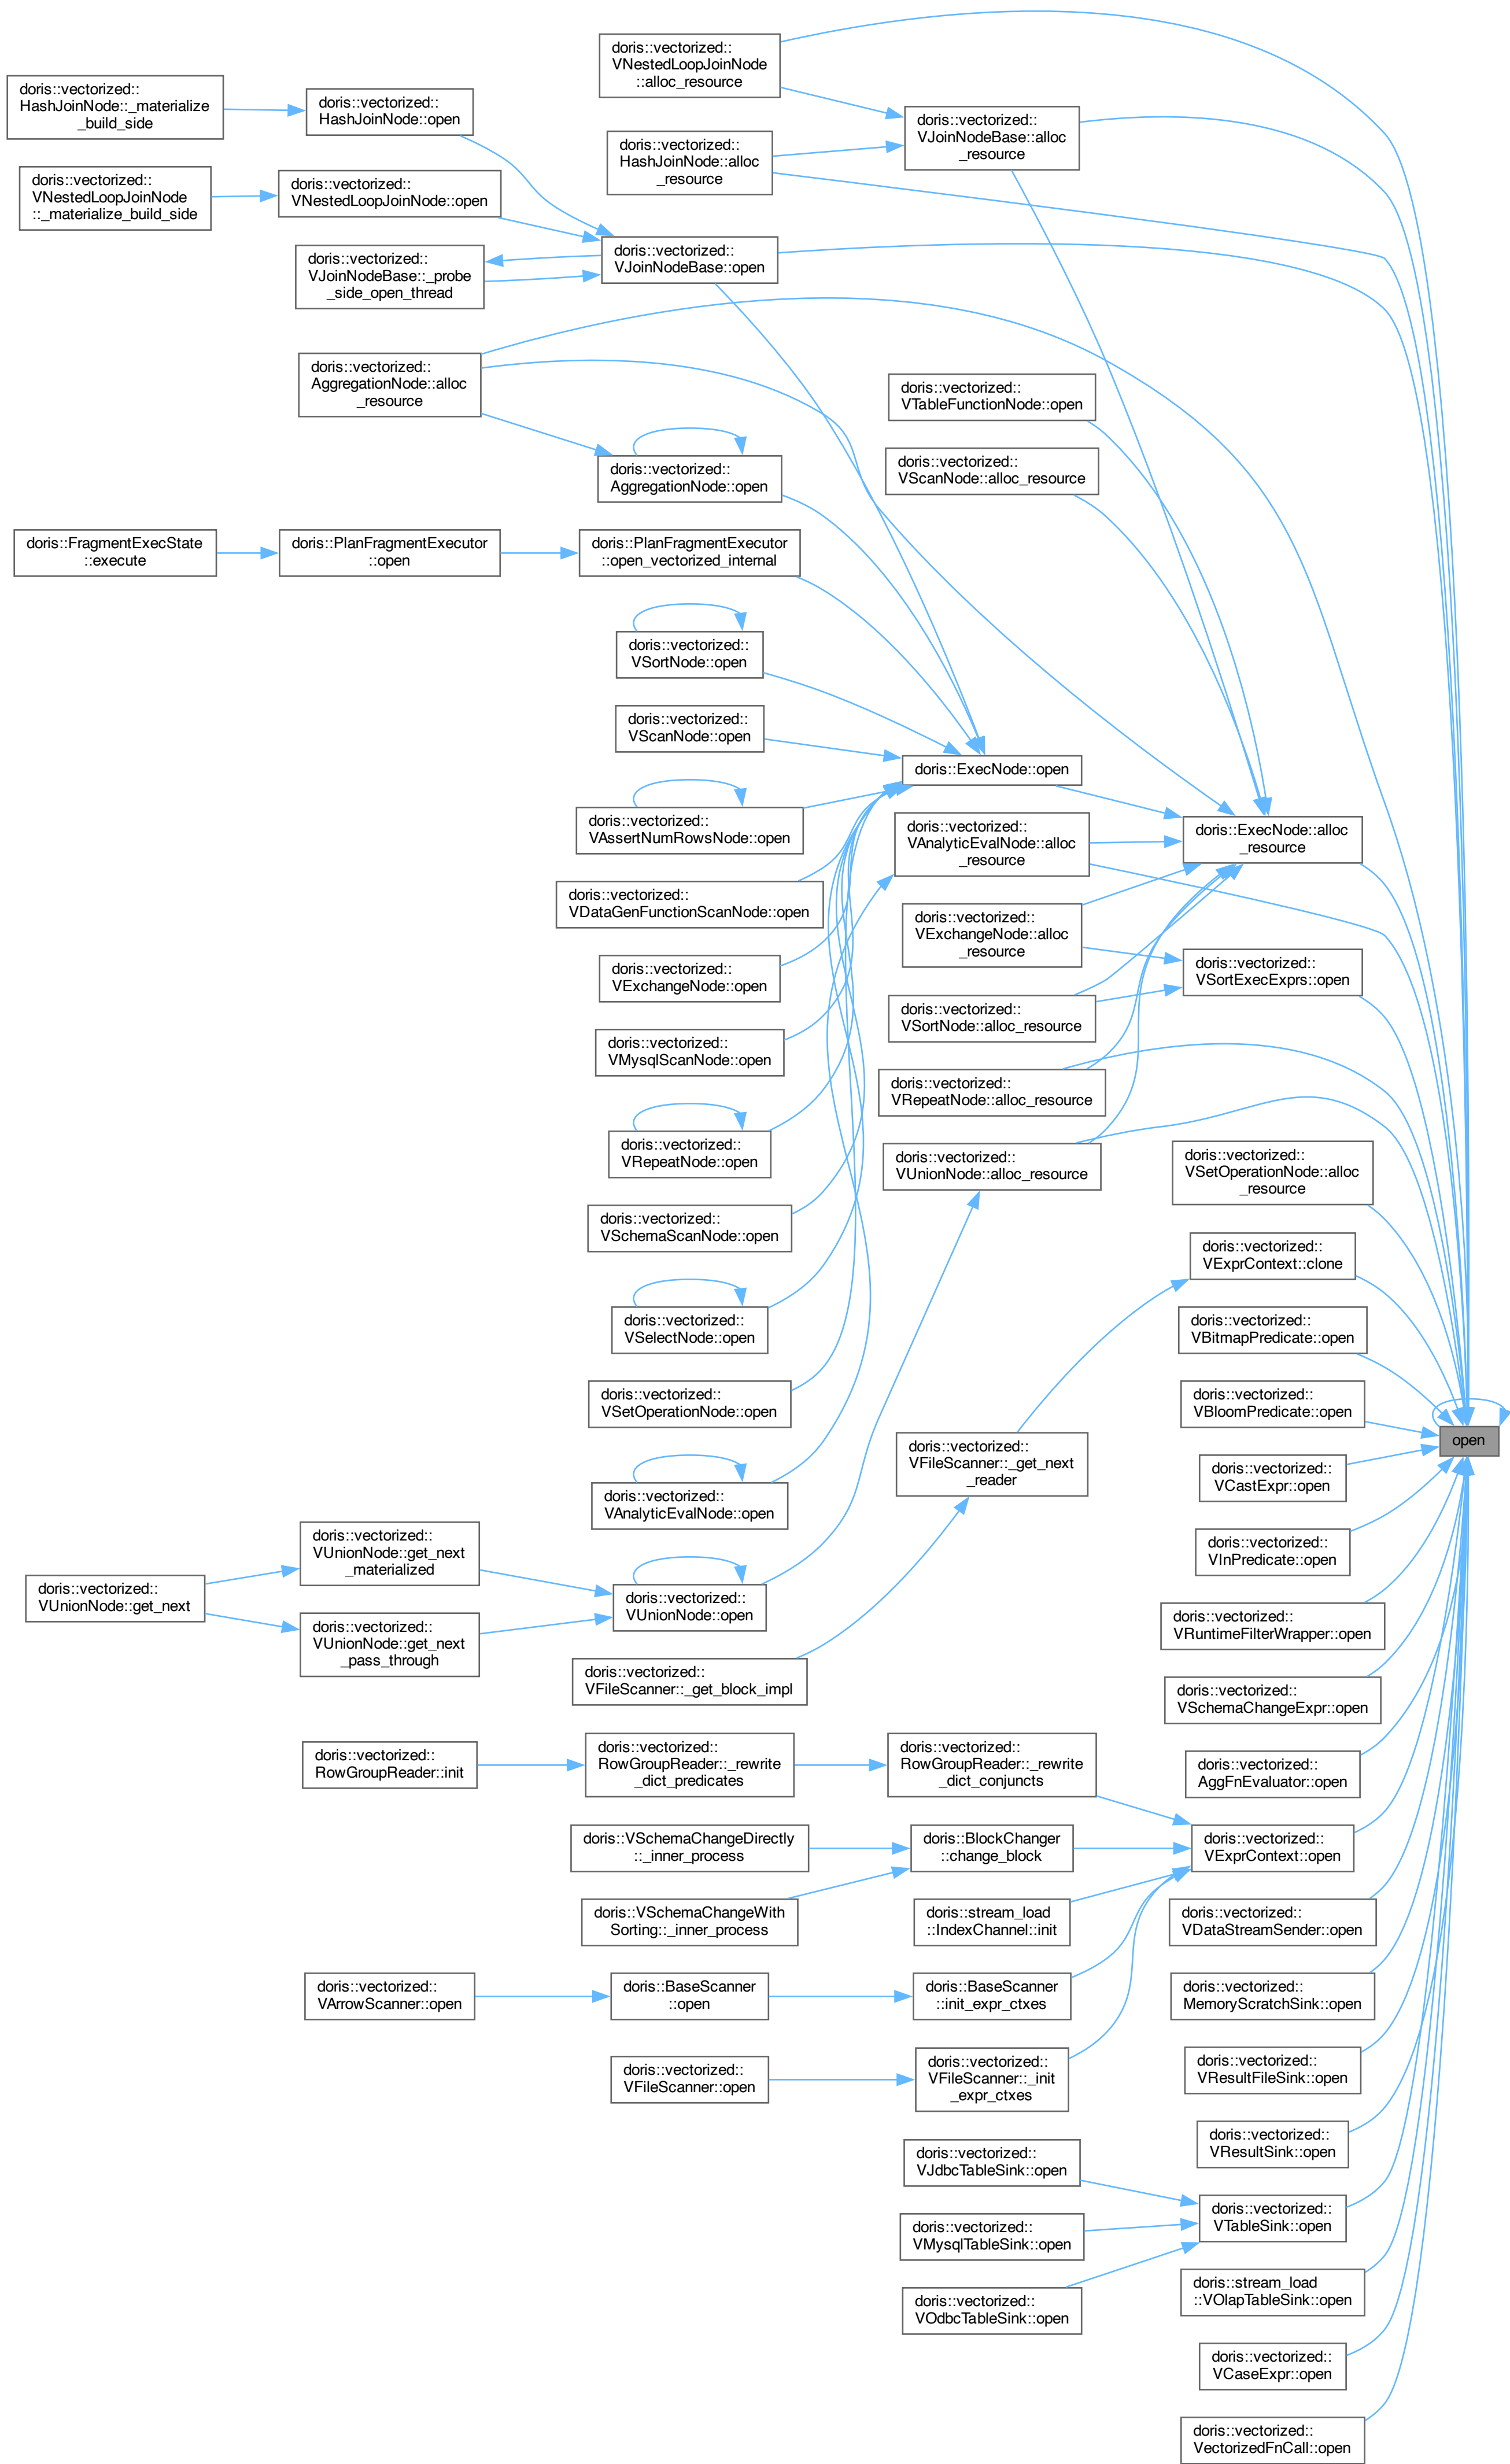 doris::vectorized::
VNestedLoopJoinNode
::alloc_resource
doris::vectorized::
HashJoinNode::_materialize
_build_side
doris::vectorized::
HashJoinNode::open
doris::vectorized::
VJoinNodeBase::alloc
_resource
doris::vectorized::
HashJoinNode::alloc
_resource
doris::vectorized::
VNestedLoopJoinNode
::_materialize_build_side
doris::vectorized::
VNestedLoopJoinNode::open
doris::vectorized::
VJoinNodeBase::open
doris::vectorized::
VJoinNodeBase::_probe
_side_open_thread
doris::vectorized::
AggregationNode::alloc
_resource
doris::vectorized::
VTableFunctionNode::open
doris::vectorized::
VScanNode::alloc_resource
doris::vectorized::
AggregationNode::open
doris::FragmentExecState
::execute
doris::PlanFragmentExecutor
::open
doris::PlanFragmentExecutor
::open_vectorized_internal
doris::vectorized::
VSortNode::open
doris::vectorized::
VScanNode::open
doris::ExecNode::open
doris::vectorized::
VAssertNumRowsNode::open
doris::vectorized::
VAnalyticEvalNode::alloc
_resource
doris::ExecNode::alloc
_resource
doris::vectorized::
VDataGenFunctionScanNode::open
doris::vectorized::
VExchangeNode::alloc
_resource
doris::vectorized::
VExchangeNode::open
doris::vectorized::
VSortExecExprs::open
doris::vectorized::
VSortNode::alloc_resource
doris::vectorized::
VMysqlScanNode::open
doris::vectorized::
VRepeatNode::alloc_resource
doris::vectorized::
VRepeatNode::open
doris::vectorized::
VUnionNode::alloc_resource
doris::vectorized::
VSetOperationNode::alloc
_resource
doris::vectorized::
VSchemaScanNode::open
doris::vectorized::
VExprContext::clone
doris::vectorized::
VSelectNode::open
doris::vectorized::
VBitmapPredicate::open
doris::vectorized::
VSetOperationNode::open
doris::vectorized::
VBloomPredicate::open
open
doris::vectorized::
VFileScanner::_get_next
_reader
doris::vectorized::
VCastExpr::open
doris::vectorized::
VAnalyticEvalNode::open
doris::vectorized::
VInPredicate::open
doris::vectorized::
VUnionNode::get_next
_materialized
doris::vectorized::
VUnionNode::get_next
doris::vectorized::
VUnionNode::open
doris::vectorized::
VRuntimeFilterWrapper::open
doris::vectorized::
VUnionNode::get_next
_pass_through
doris::vectorized::
VFileScanner::_get_block_impl
doris::vectorized::
VSchemaChangeExpr::open
doris::vectorized::
RowGroupReader::init
doris::vectorized::
RowGroupReader::_rewrite
_dict_predicates
doris::vectorized::
RowGroupReader::_rewrite
_dict_conjuncts
doris::vectorized::
AggFnEvaluator::open
doris::VSchemaChangeDirectly
::_inner_process
doris::BlockChanger
::change_block
doris::vectorized::
VExprContext::open
doris::VSchemaChangeWith
Sorting::_inner_process
doris::stream_load
::IndexChannel::init
doris::vectorized::
VDataStreamSender::open
doris::vectorized::
VArrowScanner::open
doris::BaseScanner
::open
doris::BaseScanner
::init_expr_ctxes
doris::vectorized::
MemoryScratchSink::open
doris::vectorized::
VFileScanner::open
doris::vectorized::
VFileScanner::_init
_expr_ctxes
doris::vectorized::
VResultFileSink::open
doris::vectorized::
VResultSink::open
doris::vectorized::
VJdbcTableSink::open
doris::vectorized::
VTableSink::open
doris::vectorized::
VMysqlTableSink::open
doris::vectorized::
VOdbcTableSink::open
doris::stream_load
::VOlapTableSink::open
doris::vectorized::
VCaseExpr::open
doris::vectorized::
VectorizedFnCall::open